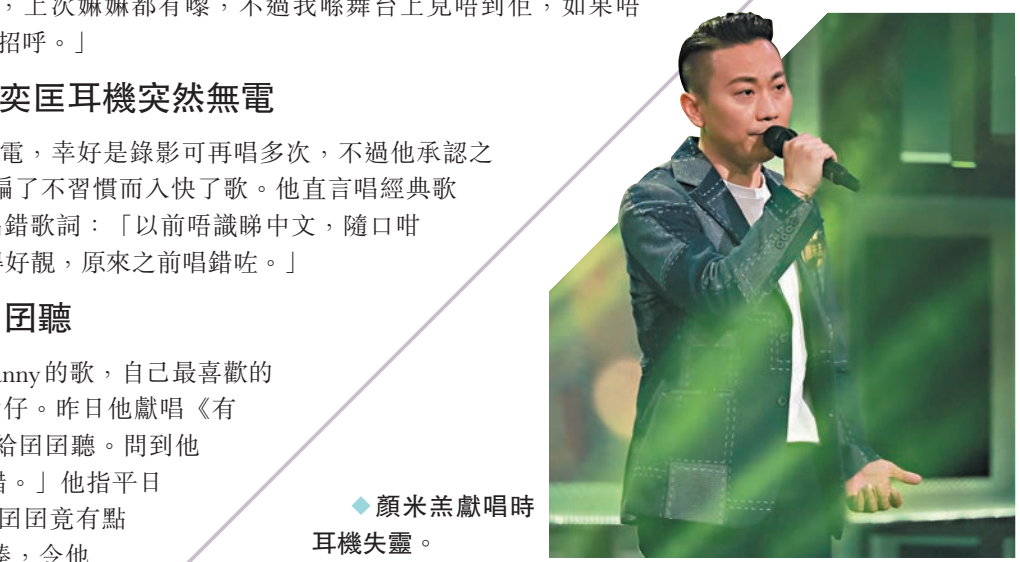 ，上次嫲嫲都有嚟，不過我喺舞台上見唔到佢，如果唔
招呼。」
奕匡耳機突然無電
電，幸好是錄影可再唱多次，不過他承認之
了不習慣而入快了歌。他直言唱經典歌
錯歌詞：「以前唔識睇中文，隨口咁
好靚，原來之前唱錯咗。」
囝聽
nny的歌，自己最喜歡的
仔。昨日他獻唱《有
給囝囝聽。問到他
。」他指平日
囝囝竟有點
，令他
◆顏米羔獻唱時
耳機失靈。